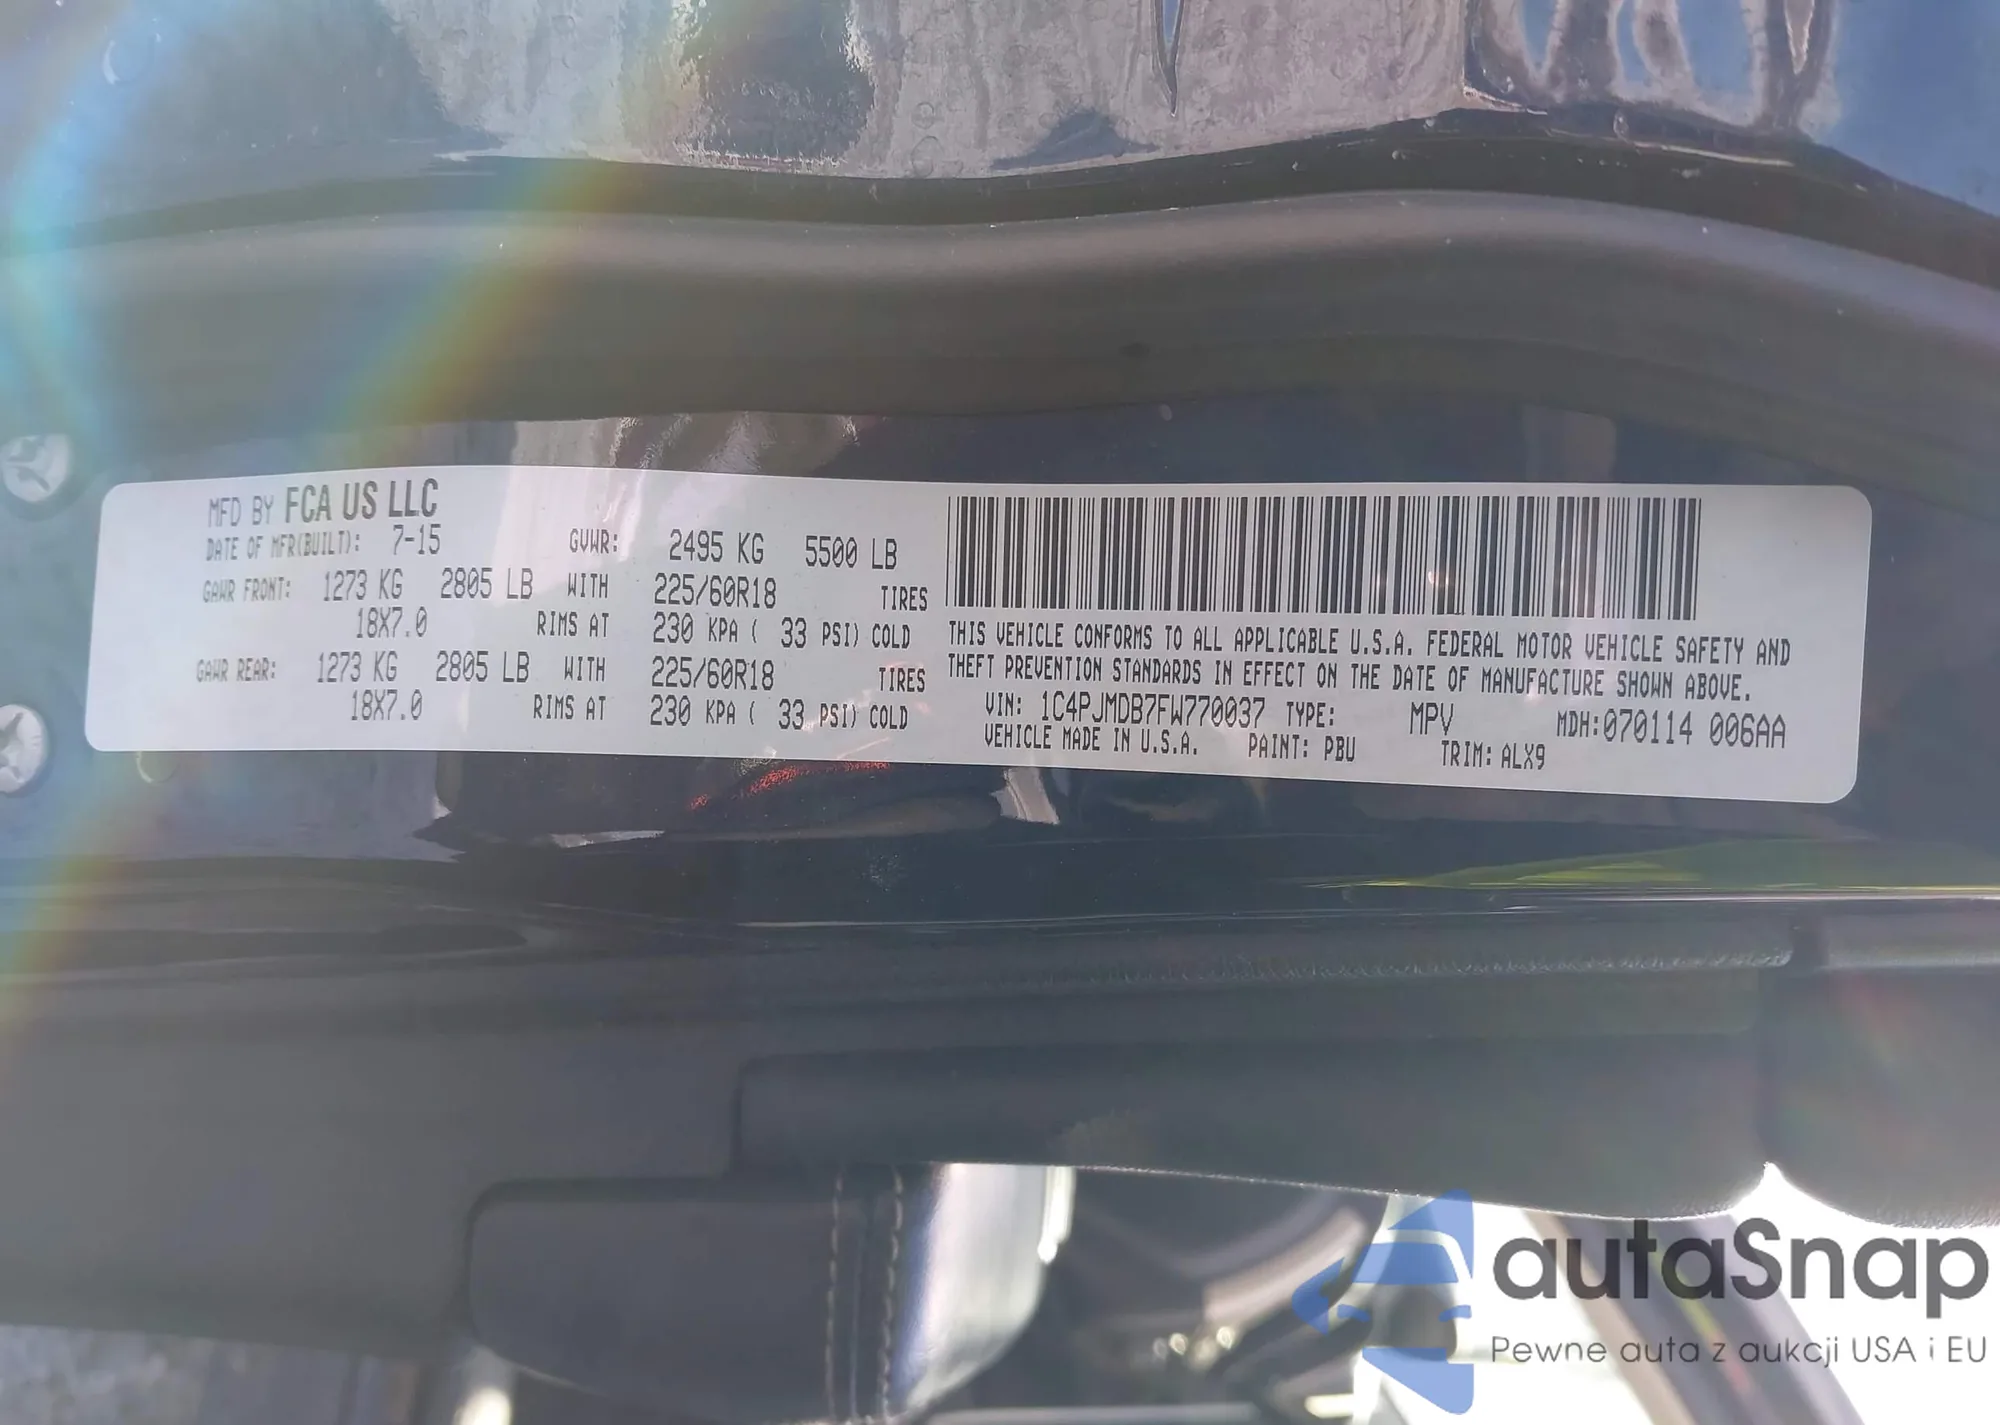 MFD BY FCA US LLC
DATE OF MFR(BUILT): 7-15 GVWR: 2495 KG 5500 LB
GAWR FRONT: 1273 KG 2805 LB WITH 225/60R18 TIRES
18X7.0 RIMS AT 230 KPA ( 33 PSI) COLD
GAWR REAR: 1273 KG 2805 LB WITH 225/60R18 TIRES
18X7.0 RIMS AT 230 KPA ( 33 PSI) COLD
THIS VEHICLE CONFORMS TO ALL APPLICABLE U.S.A. FEDERAL MOTOR VEHICLE SAFETY AND
THEFT PREVENTION STANDARDS IN EFFECT ON THE DATE OF MANUFACTURE SHOWN ABOVE.
VIN: 1C4PJMDB7FW770037 TYPE: MPV MDH:070114 006AA
VEHICLE MADE IN U.S.A. PAINT: PBU TRIM: ALX9
autaSnap
Pewne auta z aukcji USA i EU